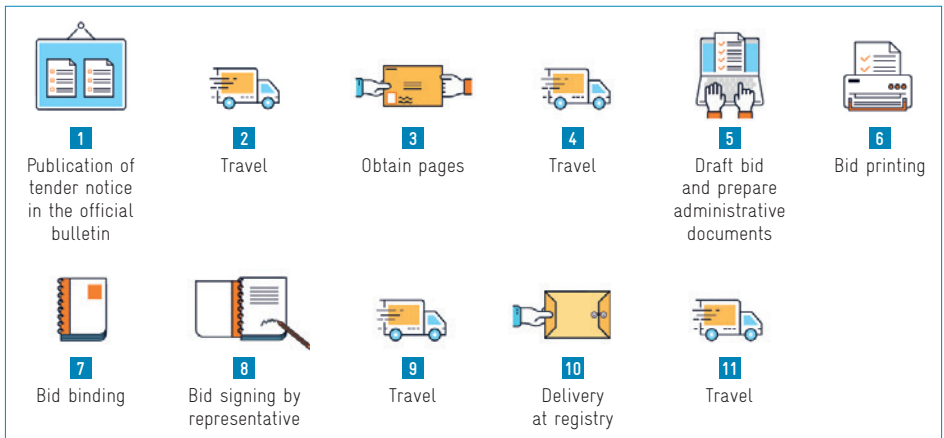 1
Publication of
tender notice
in the official
bulletin
2
Travel
3
Obtain pages
4
Travel
5
Draft bid
and prepare
administrative
documents
6
Bid printing
7
Bid binding
8
Bid signing by
representative
9
Travel
10
Delivery
at registry
11
Travel